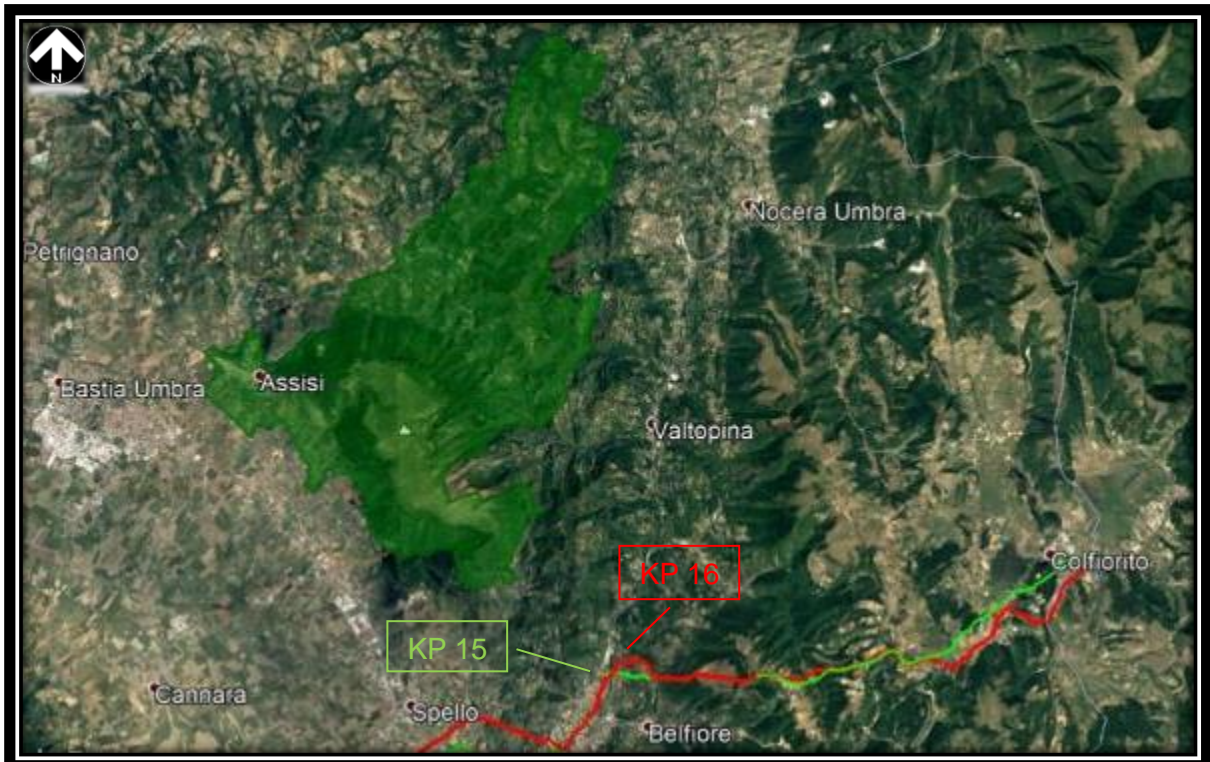 N
Nocera Umbra
Petrignano
Bastia Umbra
Assisi
Valtopina
Colfiorito
KP 16
KP 15
Cannara
Spello
Belfiore